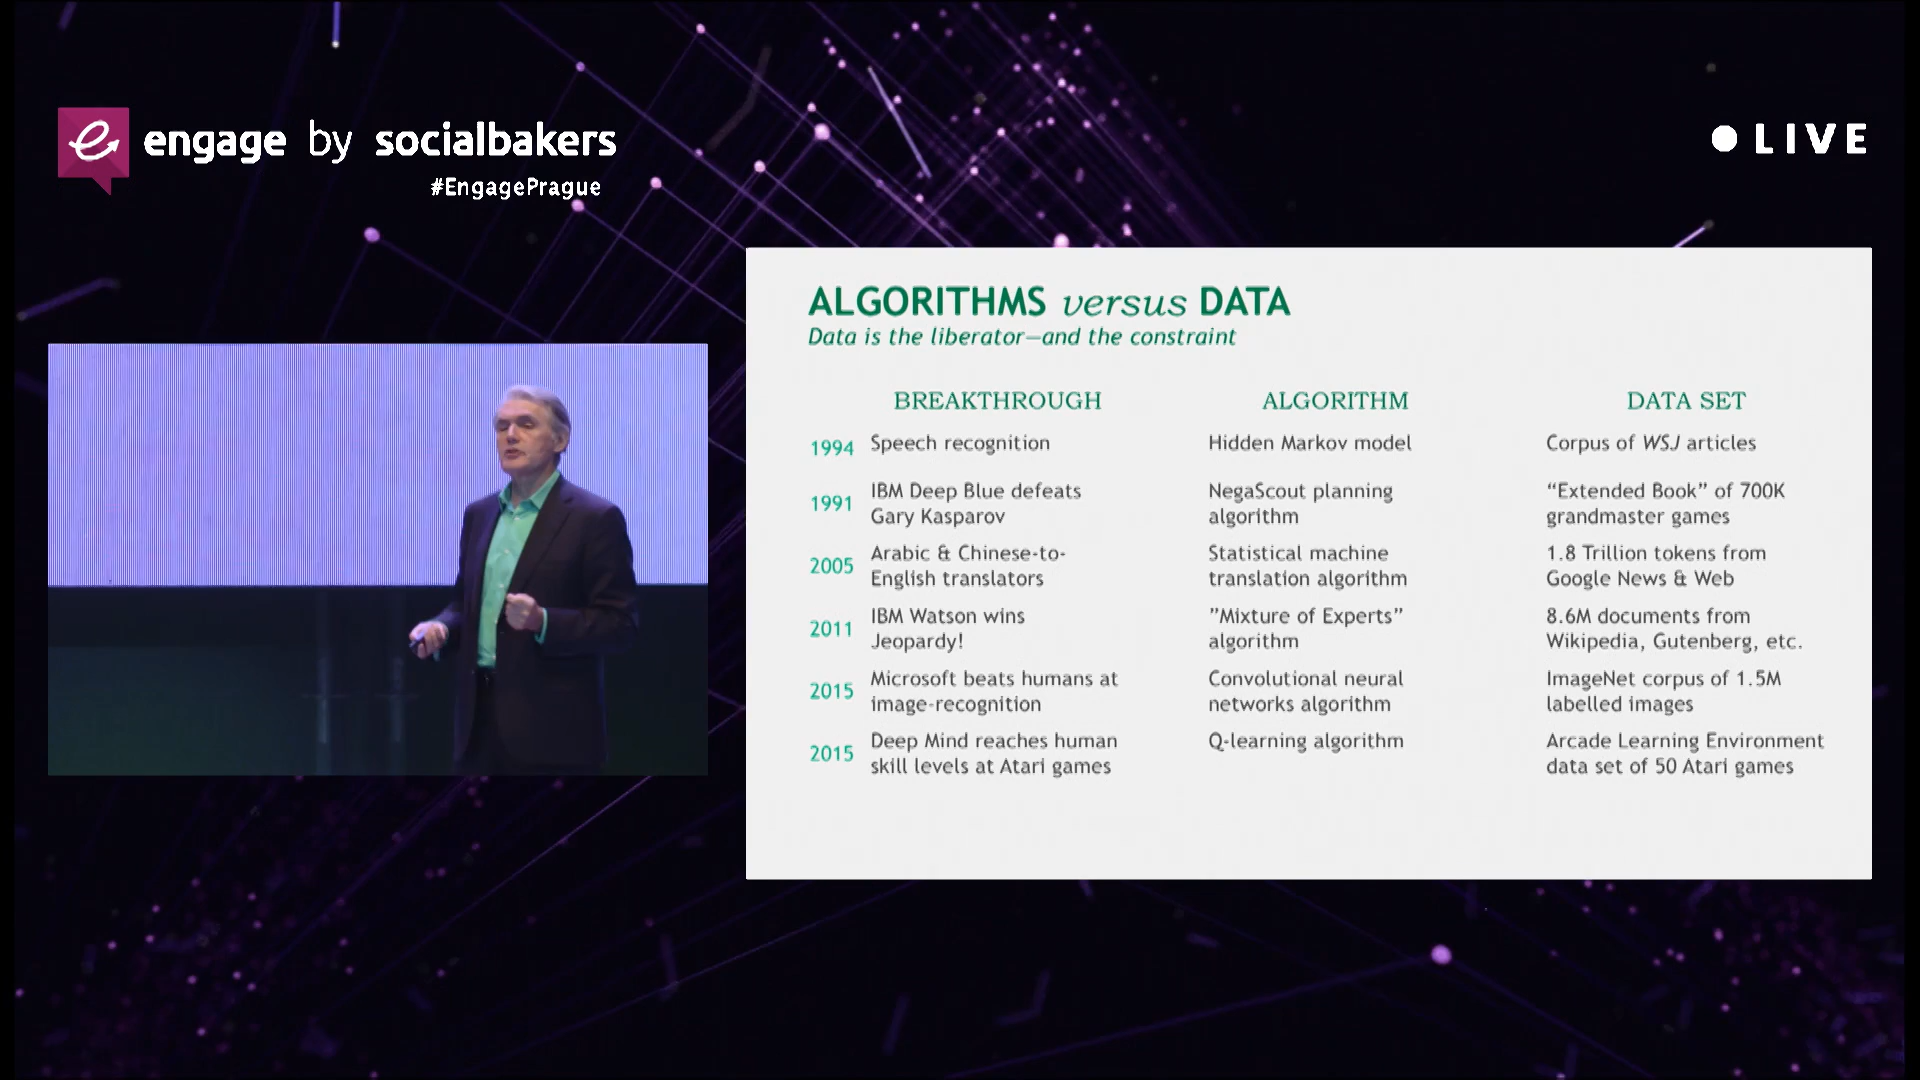 engage by socialbakers
#EngagePrague
LIVE
ALGORITHMS versus DATA
Data is the liberator—and the constraint
BREAKTHROUGH ALGORITHM DATA SET
1994 Speech recognition Hidden Markov model Corpus of WSJ articles
1991 IBM Deep Blue defeats Gary Kasparov NegaScout planning algorithm “Extended Book” of 700K grandmaster games
2005 Arabic & Chinese-to-English translators Statistical machine translation algorithm 1.8 Trillion tokens from Google News & Web
2011 IBM Watson wins Jeopardy! ”Mixture of Experts” algorithm 8.6M documents from Wikipedia, Gutenberg, etc.
2015 Microsoft beats humans at image-recognition Convolutional neural networks algorithm ImageNet corpus of 1.5M labelled images
2015 Deep Mind reaches human skill levels at Atari games Q-learning algorithm Arcade Learning Environment data set of 50 Atari games